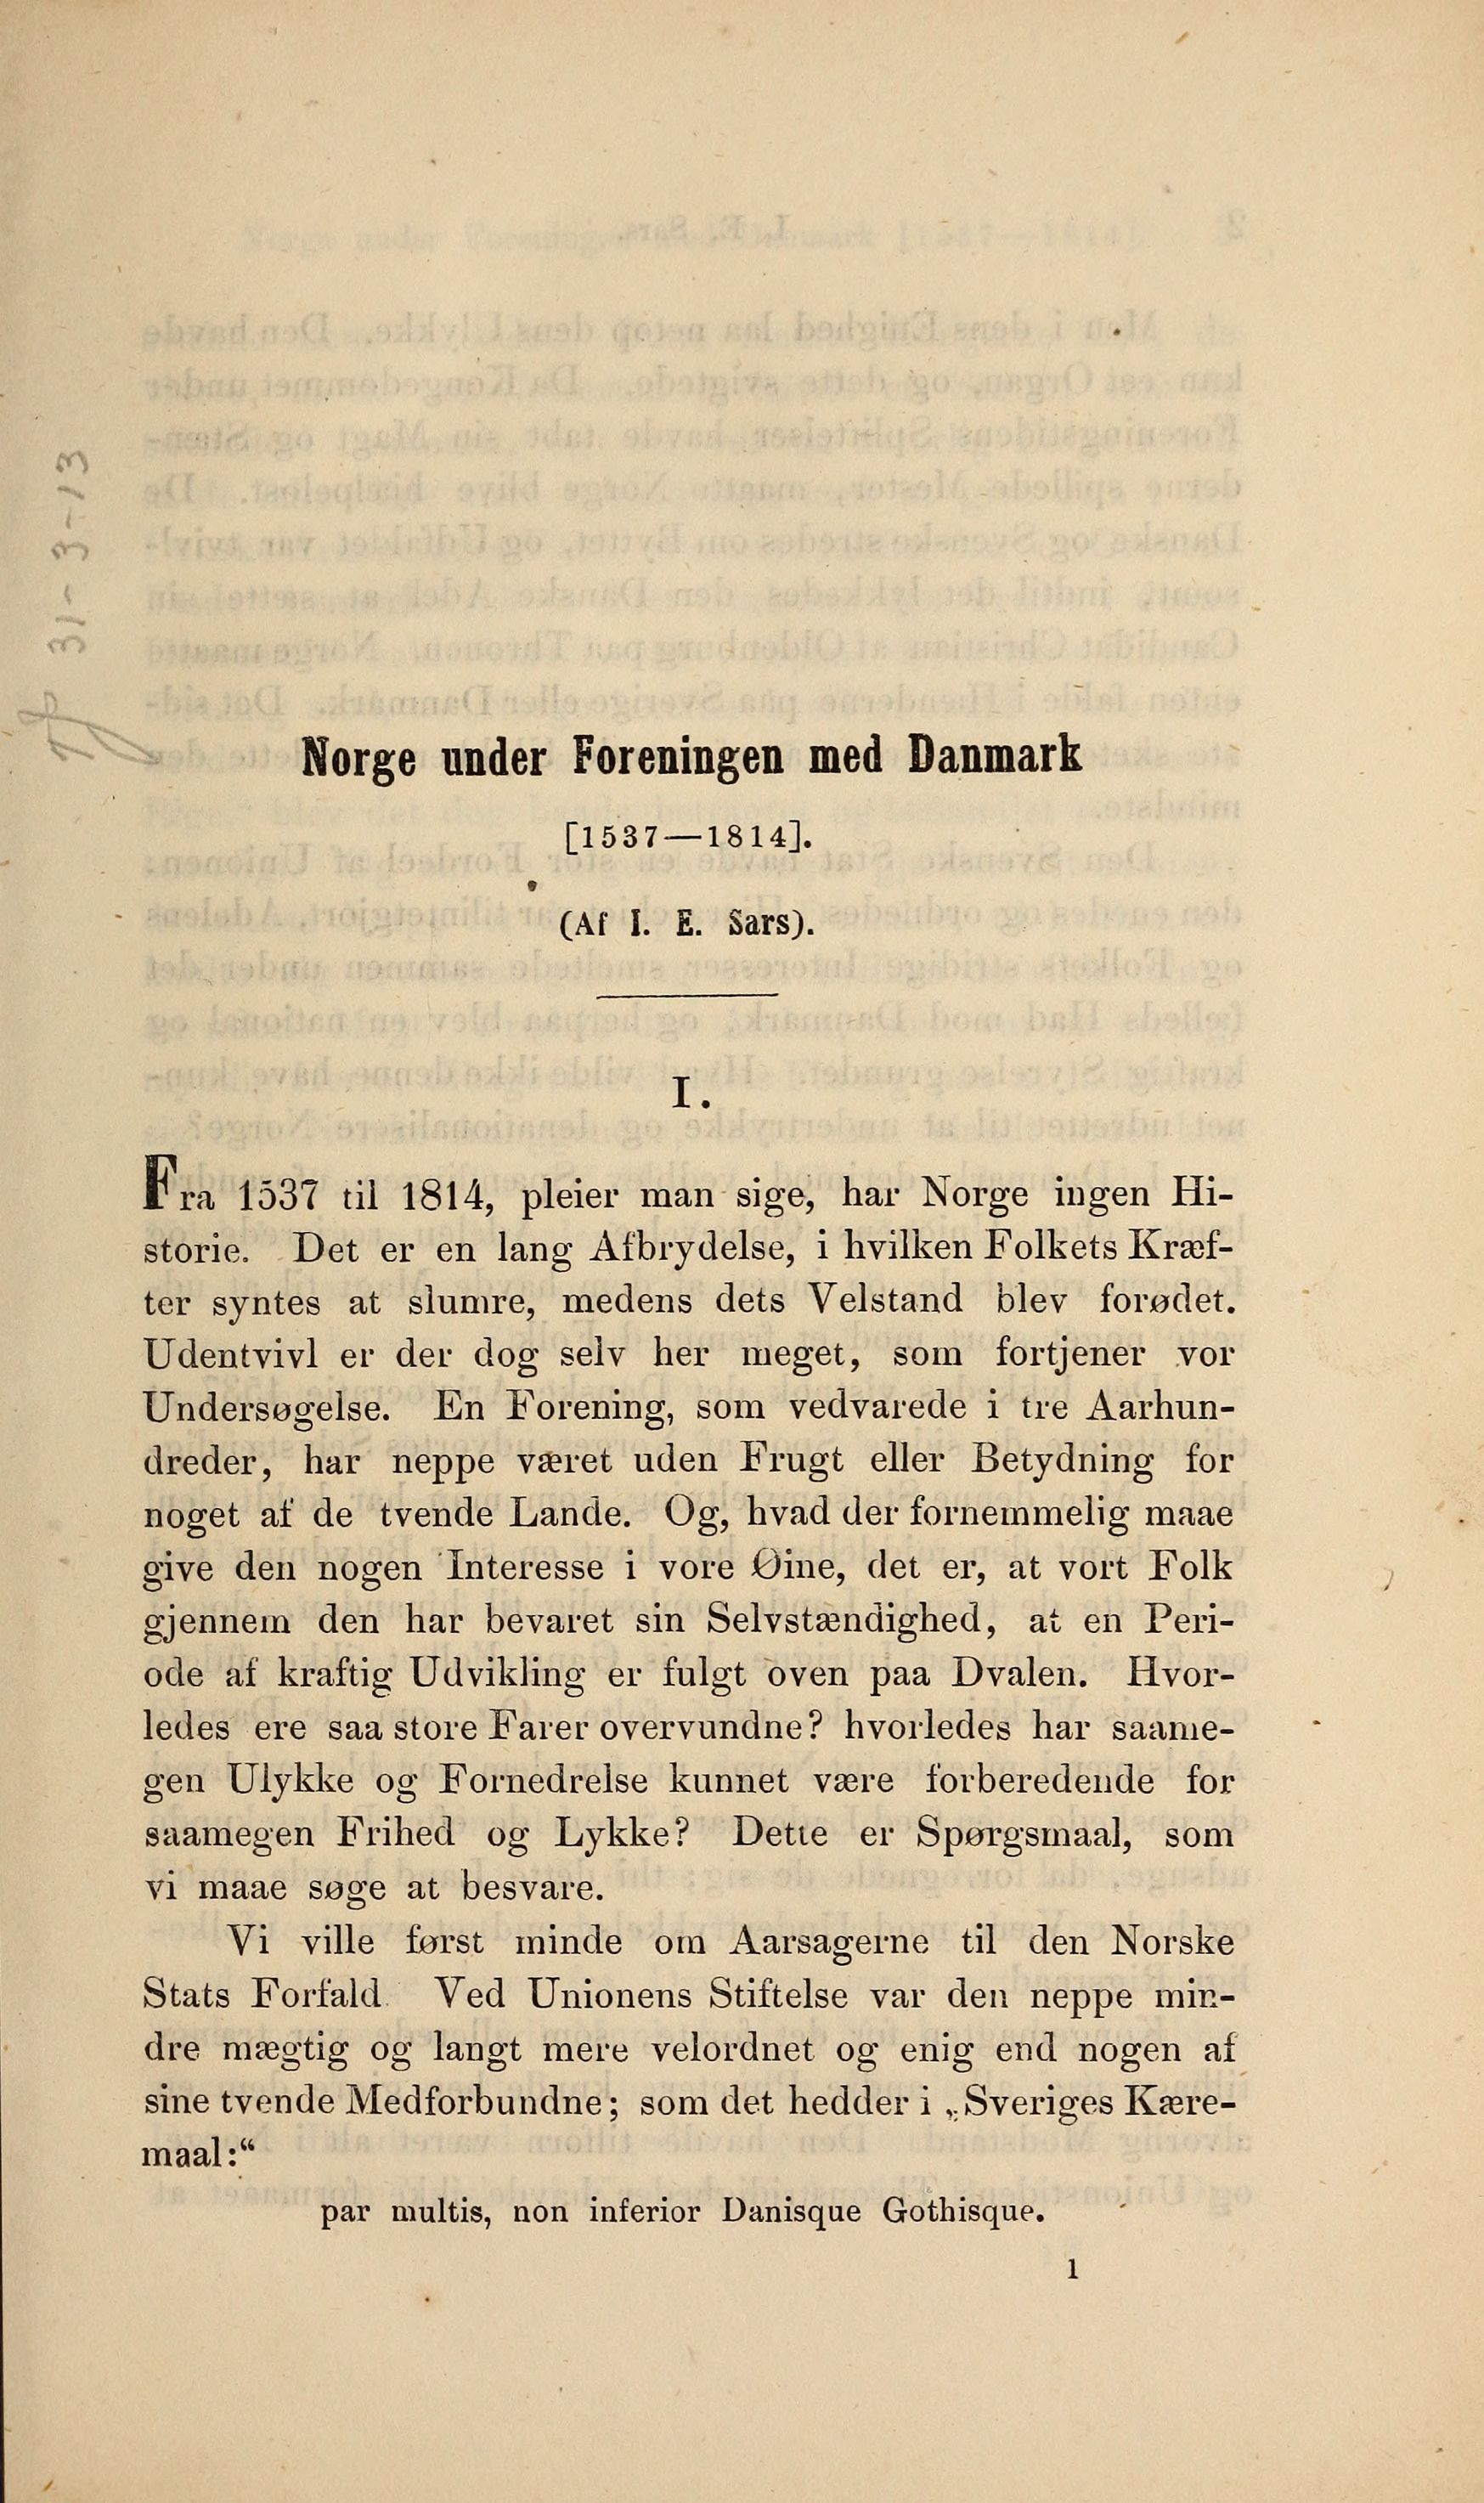 Norge under Foreningen med Danmark
[1537—1814].
(Af I. E. Sars).
I.
Fra 1537 til 1814, pleier man sige, har Norge ingen Hi-
storie. Det er en lang Afbrydelse, i hvilken Folkets Kræf-
ter syntes at slumre, medens dets Velstand blev forødet.
Udentvivl er der dog selv her meget, som fortjener vor
Undersøgelse. En Forening, som vedvarede i tre Aarhun-
dreder, har neppe været uden Frugt eller Betydning for
noget af de tvende Lande. Og, hvad der fornemmelig maae
give den nogen Interesse i vore Øine, det er, at vort Folk
gjennem den har bevaret sin Selvstændighed, at en Peri-
ode af kraftig Udvikling er fulgt oven paa Dvalen. Hvor-
ledes ere saa store Farer overvundne? hvorledes har saame-
gen Ulykke og Fornedrelse kunnet være forberedende for
saamegen Frihed og Lykke? Dette er Spørgsmaal, som
vi maae søge at besvare.
Vi ville først minde om Aarsagerne til den Norske
Stats Forfald. Ved Unionens Stiftelse var den neppe min-
dre mægtig og langt mere velordnet og enig end nogen af
sine tvende Medforbundne; som det hedder i „Sveriges Kære-
maal:“
par multis, non inferior Danisque Gothisque.
1
31-3-13